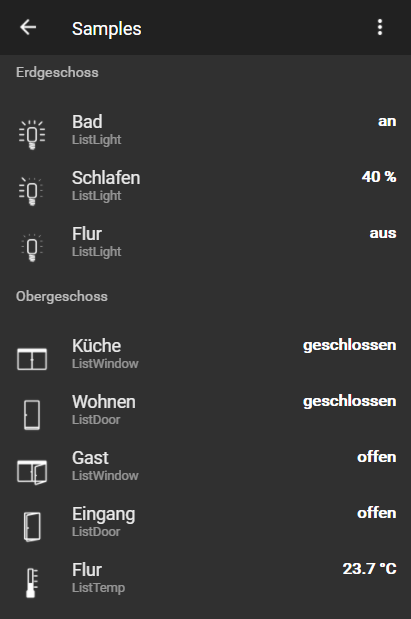 Samples
Erdgeschoss
Bad an
ListLight
Schlafen 40 %
ListLight
Flur aus
ListLight
Obergeschoss
Küche geschlossen
ListWindow
Wohnen geschlossen
ListDoor
Gast offen
ListWindow
Eingang offen
ListDoor
Flur 23.7 °C
ListTemp